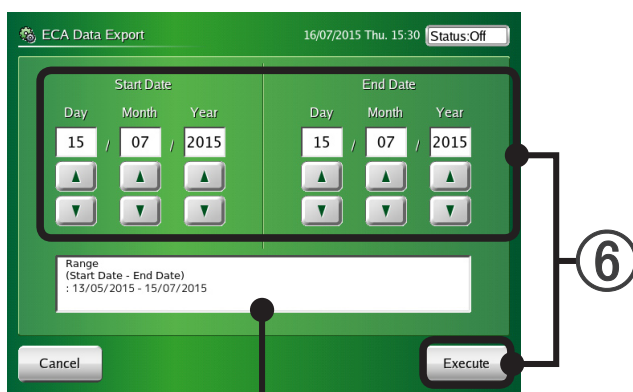 ECA Data Export 16/07/2015 Thu. 15:30 Status:Off
Start Date End Date
Day Month Year Day Month Year
15 / 07 / 2015 15 / 07 / 2015
Range
(Start Date - End Date)
: 13/05/2015 - 15/07/2015
6
Cancel Execute